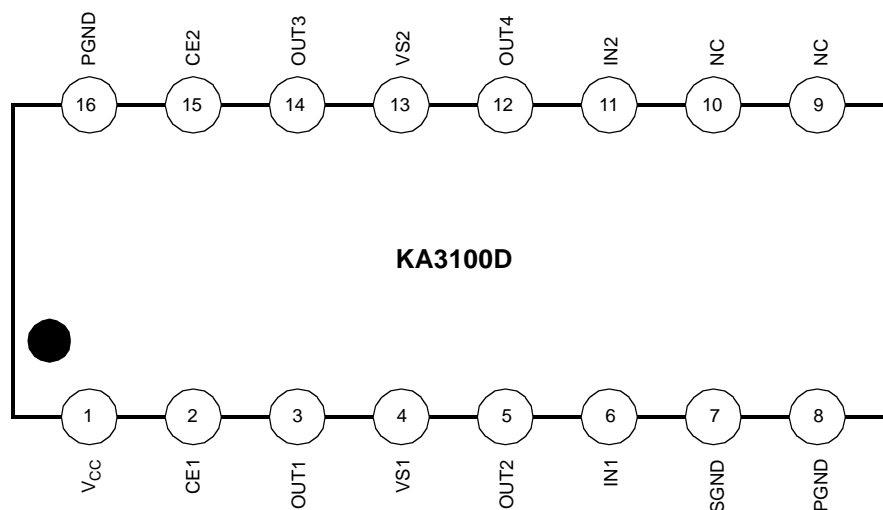 PGND CE2 OUT3 VS2 OUT4 IN2 NC NC
16 15 14 13 12 11 10 9
KA3100D
1 2 3 4 5 6 7 8
VCC CE1 OUT1 VS1 OUT2 IN1 SGND PGND